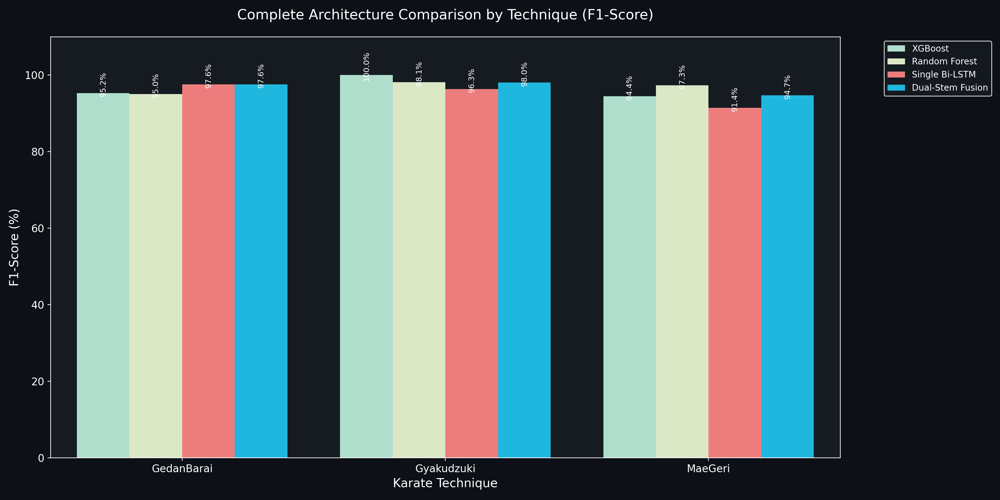 Complete Architecture Comparison by Technique (F1-Score)
XGBoost
Random Forest
Single Bi-LSTM
Dual-Stem Fusion
F1-Score (%)
100
80
60
40
20
0
95.2%
95.0%
97.6%
97.6%
100.0%
98.1%
96.3%
98.0%
94.4%
97.3%
91.4%
94.7%
GedanBarai
Gyakudzuki
MaeGeri
Karate Technique